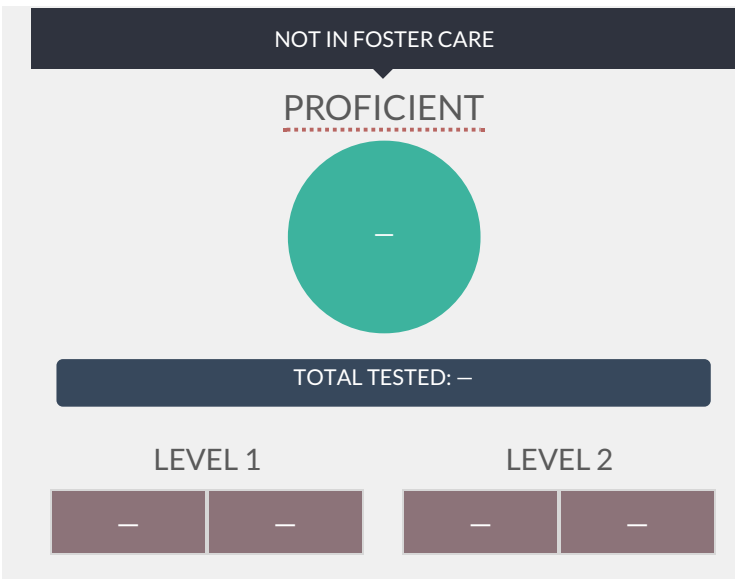 NOT IN FOSTER CARE
PROFICIENT
—
TOTAL TESTED: —
LEVEL 1 LEVEL 2
— — — —